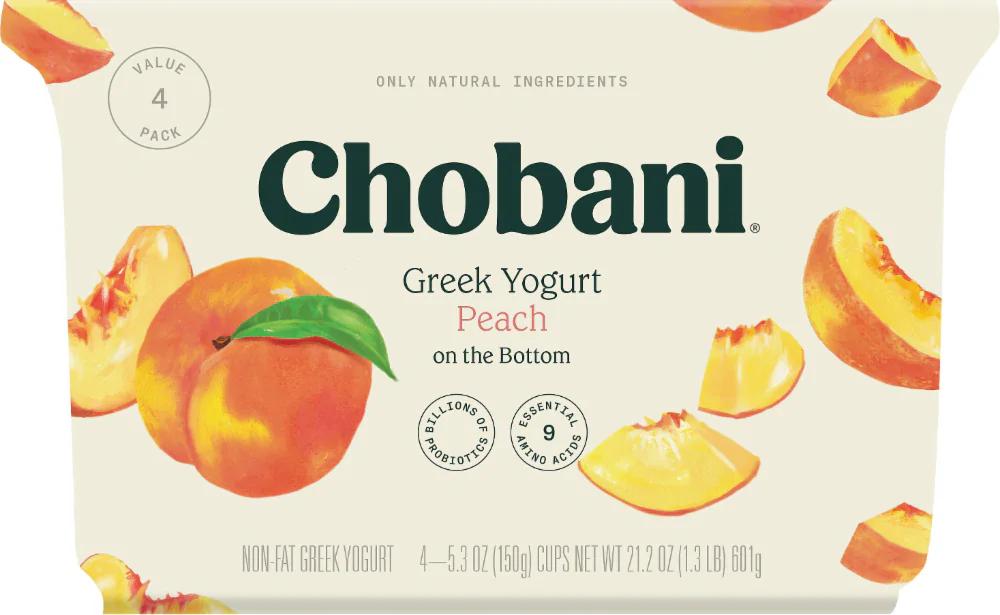 VALUE
4
PACK
ONLY NATURAL INGREDIENTS
Chobani®
Greek Yogurt
Peach
on the Bottom
BILLIONS OF
PROBIOTICS
ESSENTIAL
9
AMINO ACIDS
NON-FAT GREEK YOGURT 4—5.3 OZ (150g) CUPS NET WT 21.2 OZ (1.3 LB) 601g